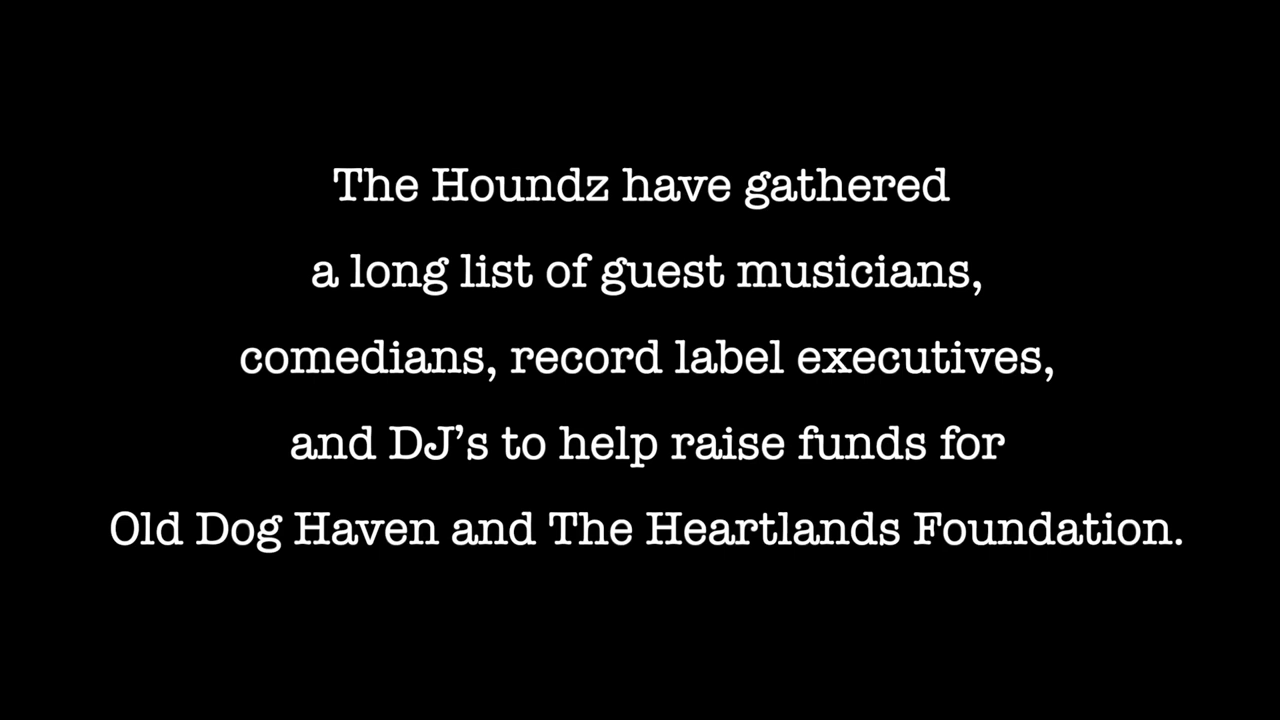 The Houndz have gathered
a long list of guest musicians,
comedians, record label executives,
and DJ’s to help raise funds for
Old Dog Haven and The Heartlands Foundation.